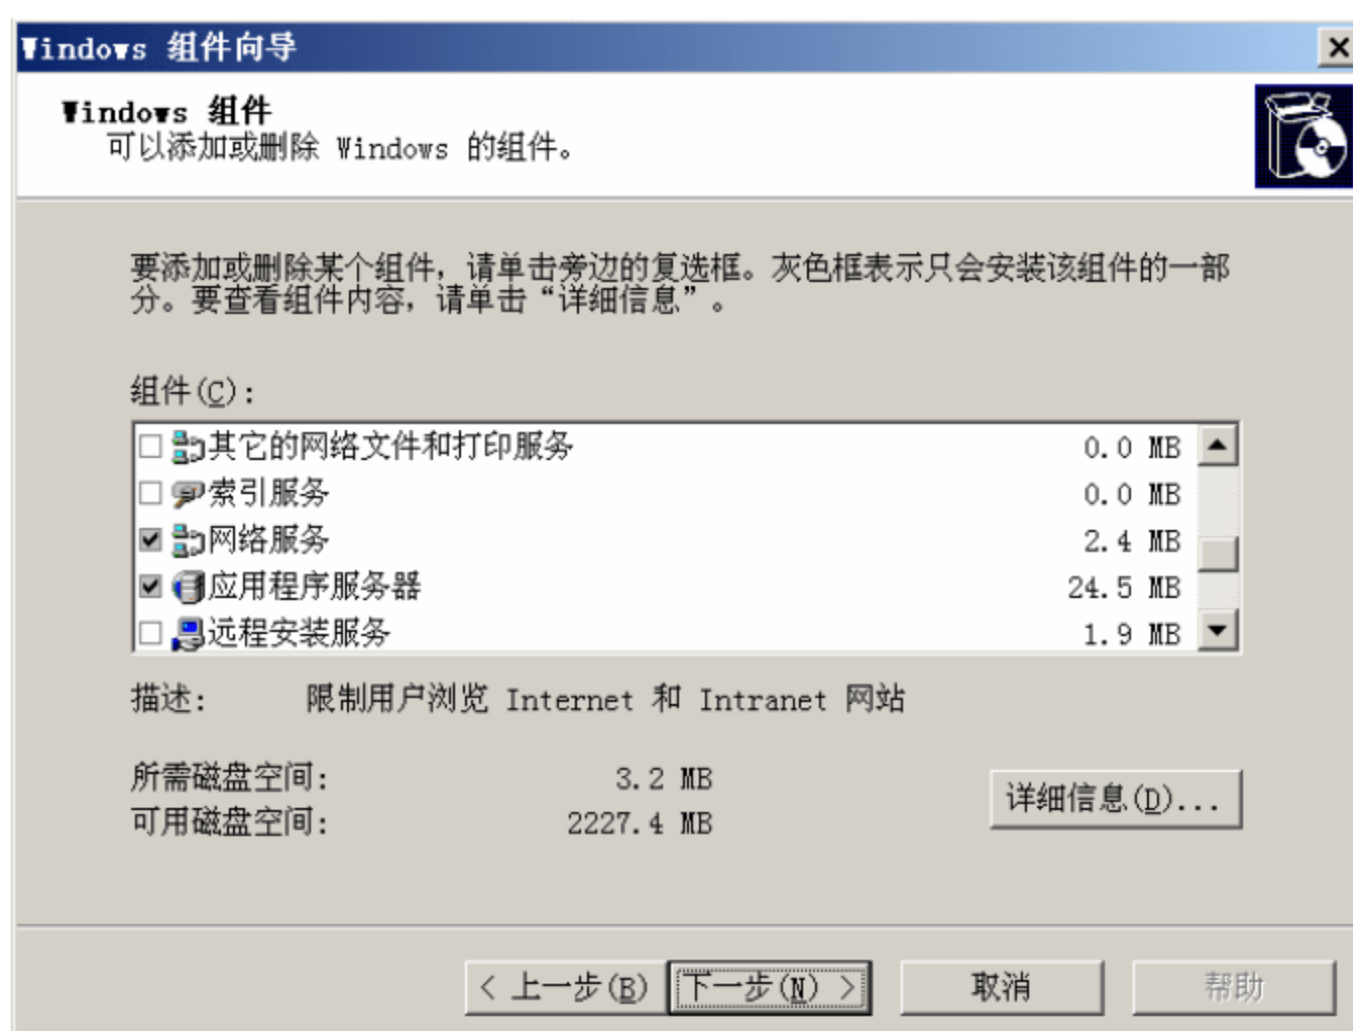 Windows 组件向导
Windows 组件
可以添加或删除 Windows 的组件。
要添加或删除某个组件，请单击旁边的复选框。灰色框表示只会安装该组件的一部
分。要查看组件内容，请单击“详细信息”。
组件(C):
其它的网络文件和打印服务 0.0 MB
索引服务 0.0 MB
网络服务 2.4 MB
应用程序服务器 24.5 MB
远程安装服务 1.9 MB
描述: 限制用户浏览 Internet 和 Intranet 网站
所需磁盘空间: 3.2 MB
可用磁盘空间: 2227.4 MB
详细信息(D)...
< 上一步(B) 下一步(N) > 取消 帮助